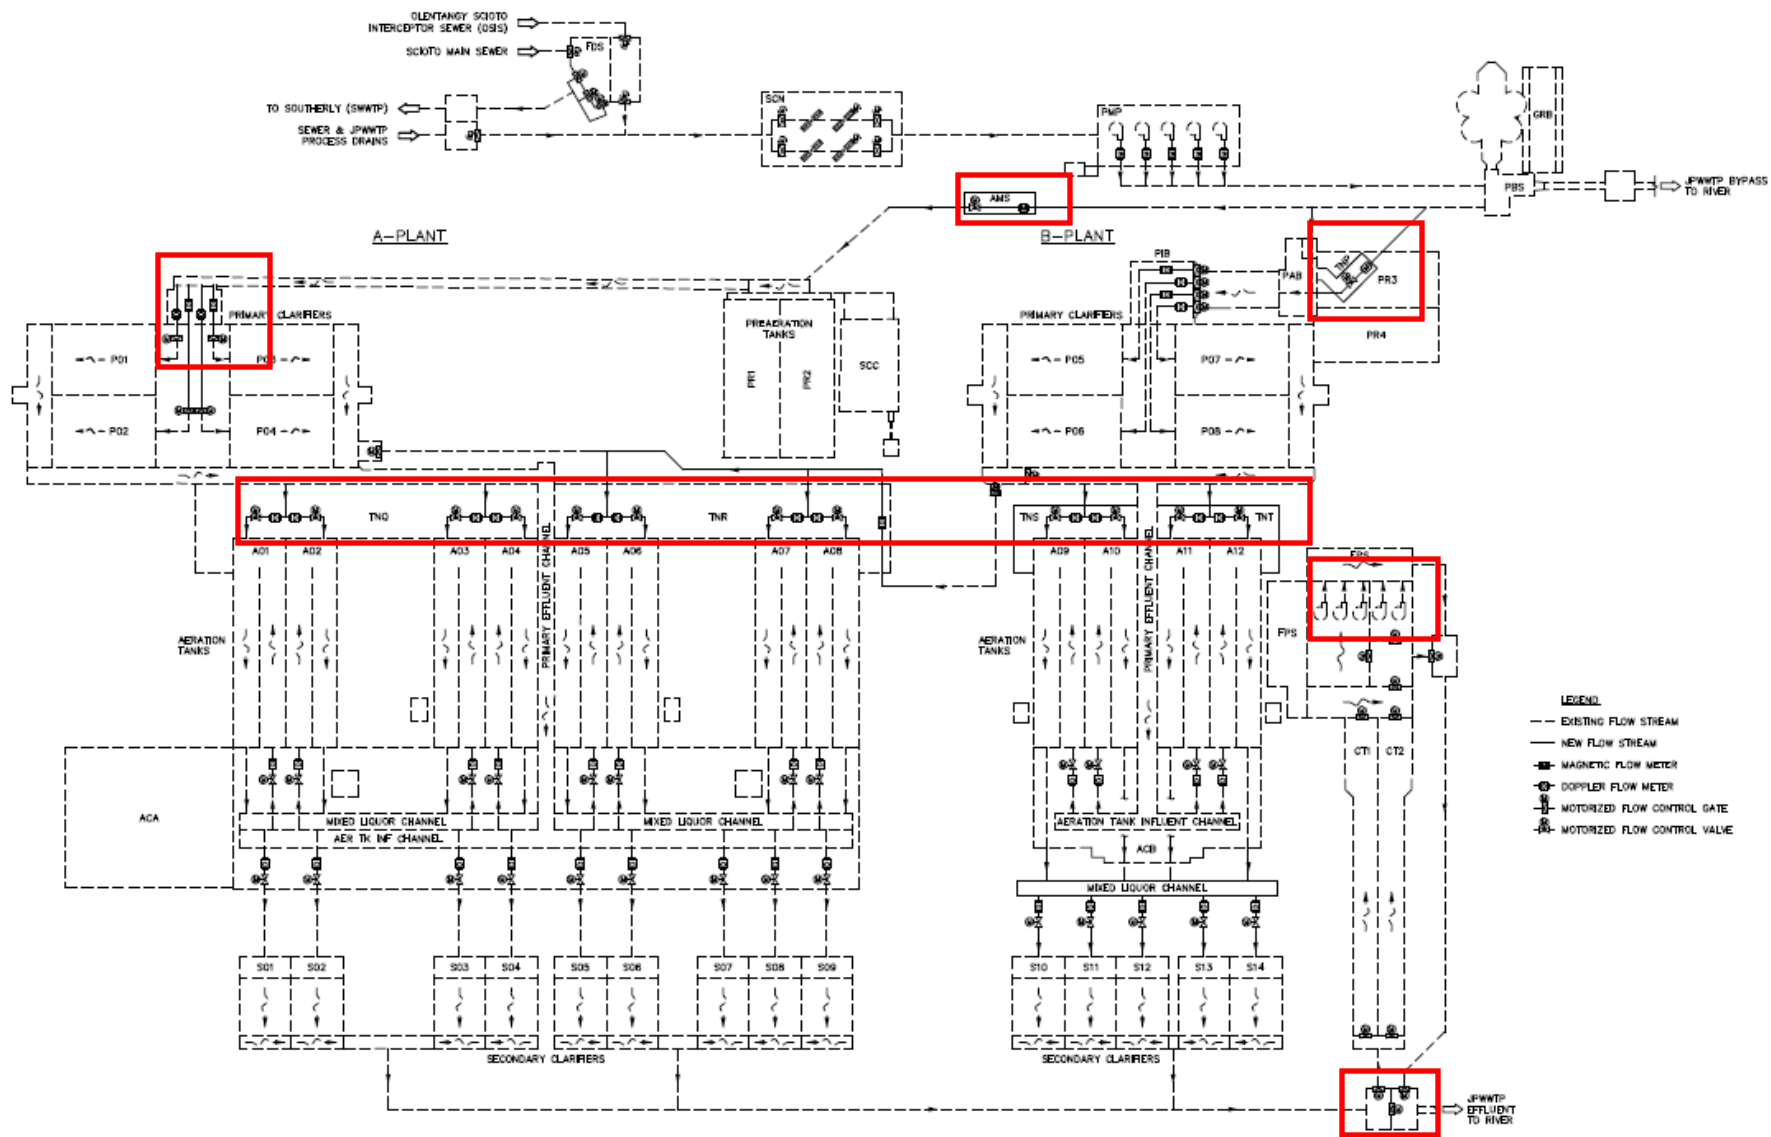 OLENTANGY SCIOTO
INTERCEPTOR SEWER (OSIS)
SCIOTO MAIN SEWER
FDS
TO SOUTHERLY (SWWTP)
SEWER & JPWWTP
PROCESS DRAINS
SCN
PMP
GRB
PBS
JPWWTP BYPASS
TO RIVER
AMS
A-PLANT
B-PLANT
PIB
PAB
TNP
PR3
PR4
PRIMARY CLARIFIERS
P01
P03
P02
P04
PREAERATION
TANKS
PR1
PR2
SCC
PRIMARY CLARIFIERS
P05
P07
P06
P08
TNQ
TNR
TNS
TNT
A01
A02
A03
A04
A05
A06
A07
A08
A09
A10
A11
A12
PRIMARY EFFLUENT CHANNEL
PRIMARY EFFLUENT CHANNEL
AERATION
TANKS
AERATION
TANKS
EPS
FPS
CT1
CT2
LEGEND
EXISTING FLOW STREAM
NEW FLOW STREAM
MAGNETIC FLOW METER
DOPPLER FLOW METER
MOTORIZED FLOW CONTROL GATE
MOTORIZED FLOW CONTROL VALVE
ACA
MIXED LIQUOR CHANNEL
MIXED LIQUOR CHANNEL
AER TK INF CHANNEL
AERATION TANK INFLUENT CHANNEL
ACB
MIXED LIQUOR CHANNEL
S01
S02
S03
S04
S05
S06
S07
S08
S09
S10
S11
S12
S13
S14
SECONDARY CLARIFIERS
SECONDARY CLARIFIERS
JPWWTP
EFFLUENT
TO RIVER